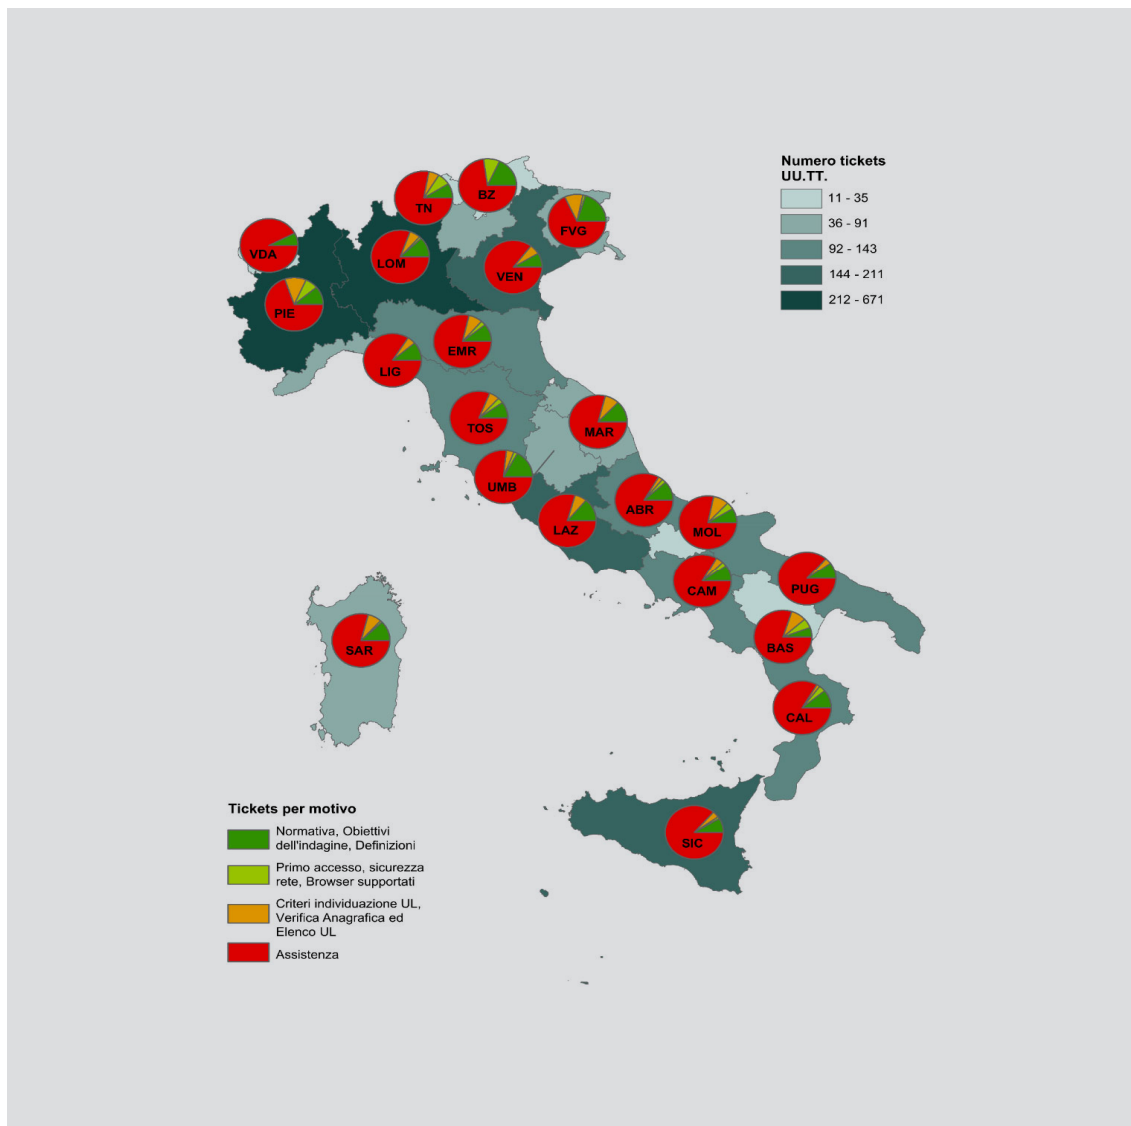 Numero tickets
UU.TT.
11 - 35
36 - 91
92 - 143
144 - 211
212 - 671
BZ
TN
FVG
VDA
LOM
VEN
PIE
EMR
LIG
TOS
MAR
UMB
ABR
LAZ
MOL
CAM
PUG
SAR
BAS
CAL
SIC
Tickets per motivo
Normativa, Obiettivi
dell'indagine, Definizioni
Primo accesso, sicurezza
rete, Browser supportati
Criteri individuazione UL,
Verifica Anagrafica ed
Elenco UL
Assistenza